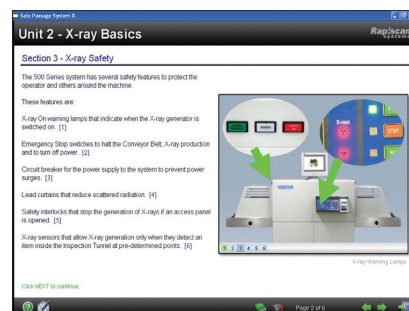 Safe Passage System X
Unit 2 - X-ray Basics
Rapiscan
systems
Section 3 - X-ray Safety
The 500 Series system has several safety features to protect the
operator and others around the machine.
These features are:
X-ray On warning lamps that indicate when the X-ray generator is
switched on. [1]
Emergency Stop switches to halt the Conveyor Belt, X-ray production
and to turn off power. [2]
Circuit breaker for the power supply to the system to prevent power
surges. [3]
Lead curtains that reduce scattered radiation. [4]
Safety interlocks that stop the generation of X-rays if an access panel
is opened. [5]
X-ray sensors that allow X-ray generation only when they detect an
item inside the Inspection Tunnel at pre-determined points. [6]
X-rays
STOP
1 2 3 4 5 6
X-ray Warning Lamps
Click NEXT to continue.
Page 2 of 6